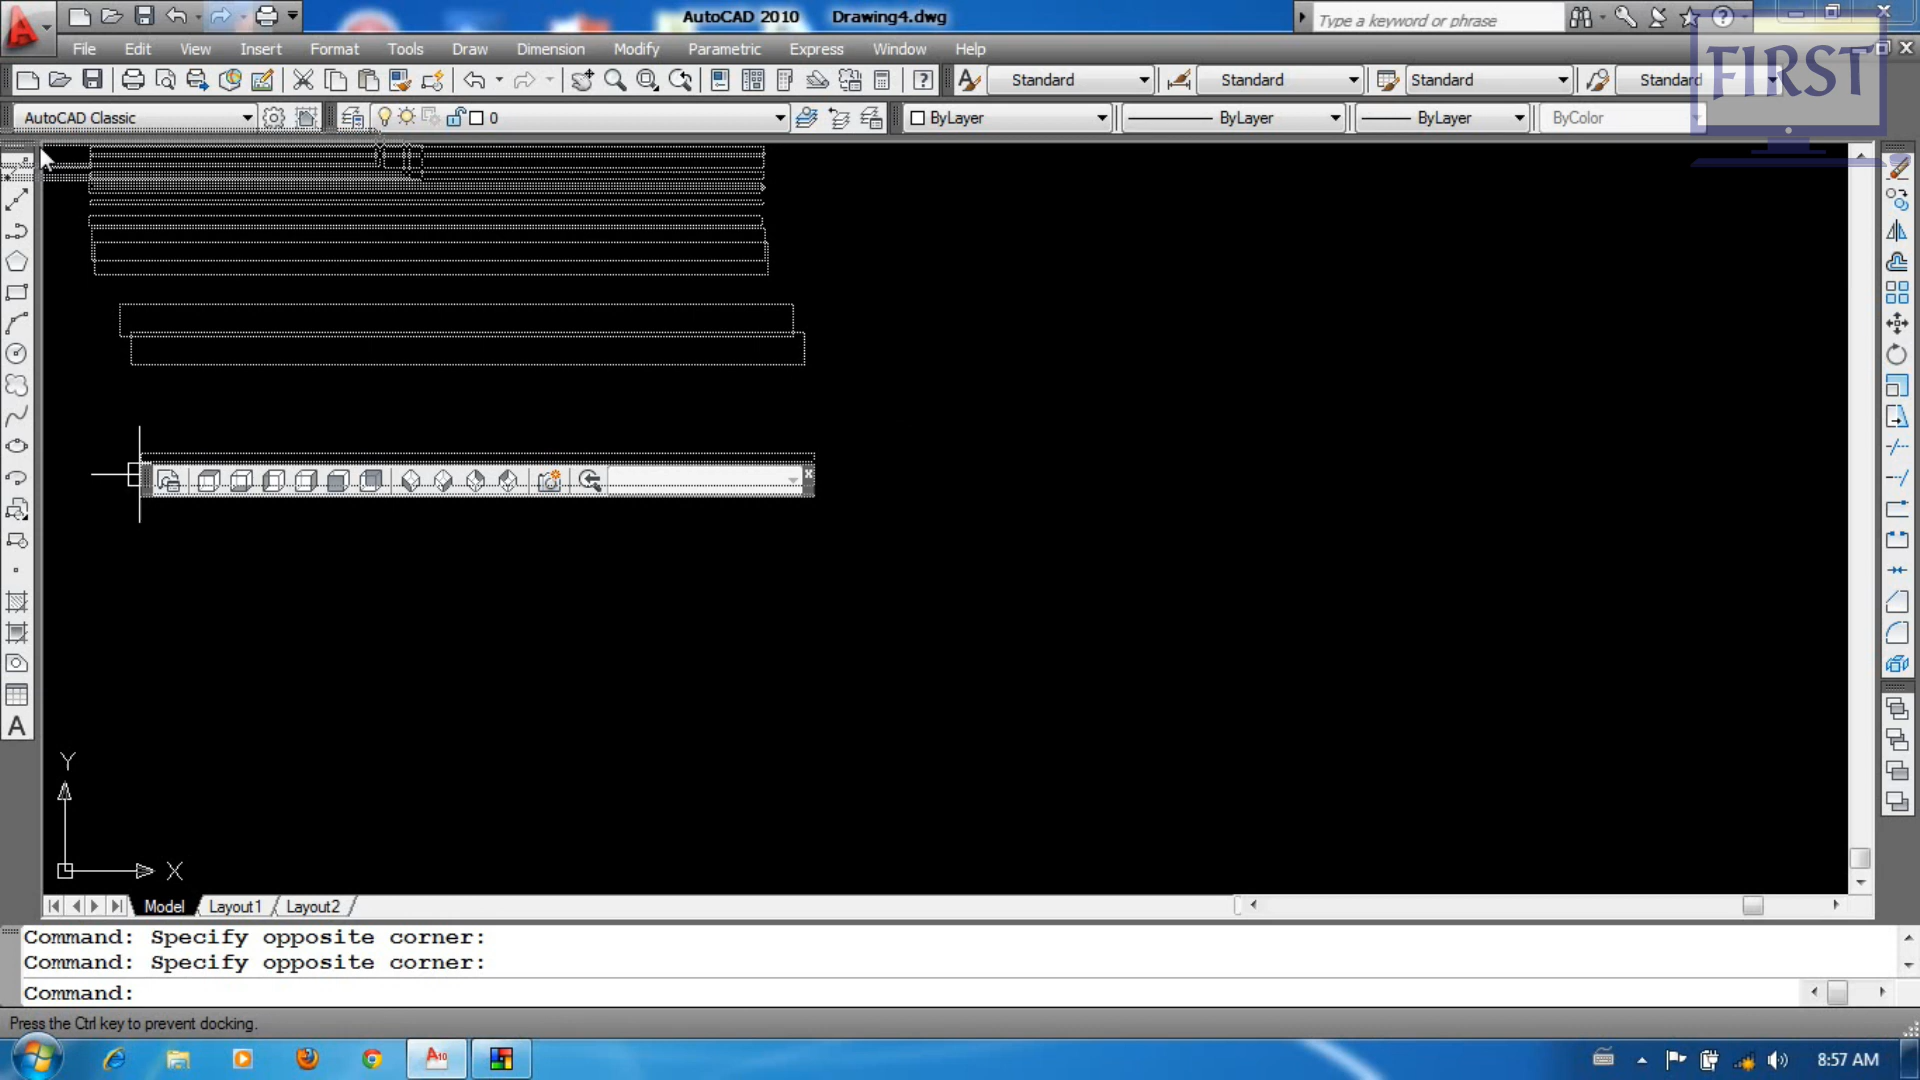 AutoCAD 2010 Drawing4.dwg
Type a keyword or phrase
File Edit View Insert Format Tools Draw Dimension Modify Parametric Express Window Help
FIRST
Standard Standard Standard Standard
AutoCAD Classic 0 ByLayer ByLayer ByLayer ByColor
A
Y
X
Model Layout1 Layout2
Command: Specify opposite corner:
Command: Specify opposite corner:
Command:
Press the Ctrl key to prevent docking.
8:57 AM